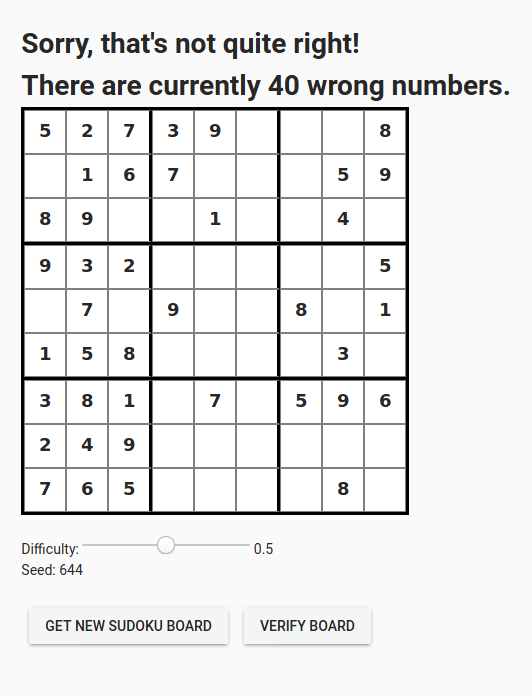 Sorry, that's not quite right!
There are currently 40 wrong numbers.
5 2 7 3 9 8
1 6 7 5 9
8 9 1 4
9 3 2 5
7 9 8 1
1 5 8 3
3 8 1 7 5 9 6
2 4 9
7 6 5 8
Difficulty: 0.5
Seed: 644
GET NEW SUDOKU BOARD VERIFY BOARD